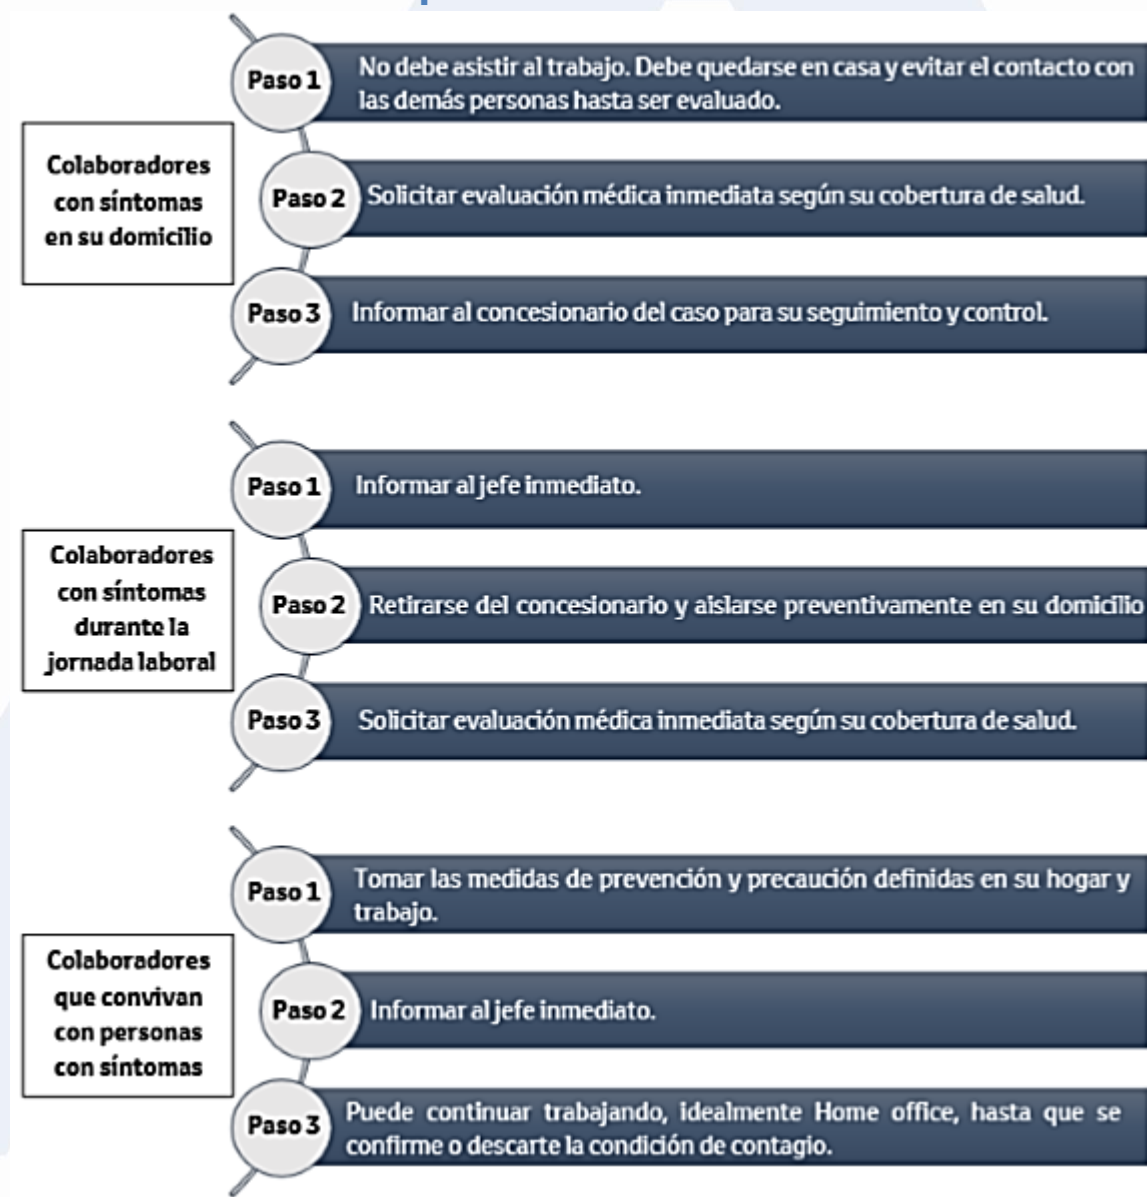 Colaboradores
con síntomas
en su domicilio
Paso 1
No debe asistir al trabajo. Debe quedarse en casa y evitar el contacto con
las demás personas hasta ser evaluado.
Paso 2
Solicitar evaluación médica inmediata según su cobertura de salud.
Paso 3
Informar al concesionario del caso para su seguimiento y control.
Colaboradores
con síntomas
durante la
jornada laboral
Paso 1
Informar al jefe inmediato.
Paso 2
Retirarse del concesionario y aislarse preventivamente en su domicilio
Paso 3
Solicitar evaluación médica inmediata según su cobertura de salud.
Colaboradores
que convivan
con personas
con síntomas
Paso 1
Tomar las medidas de prevención y precaución definidas en su hogar y
trabajo.
Paso 2
Informar al jefe inmediato.
Paso 3
Puede continuar trabajando, idealmente Home office, hasta que se
confirme o descarte la condición de contagio.